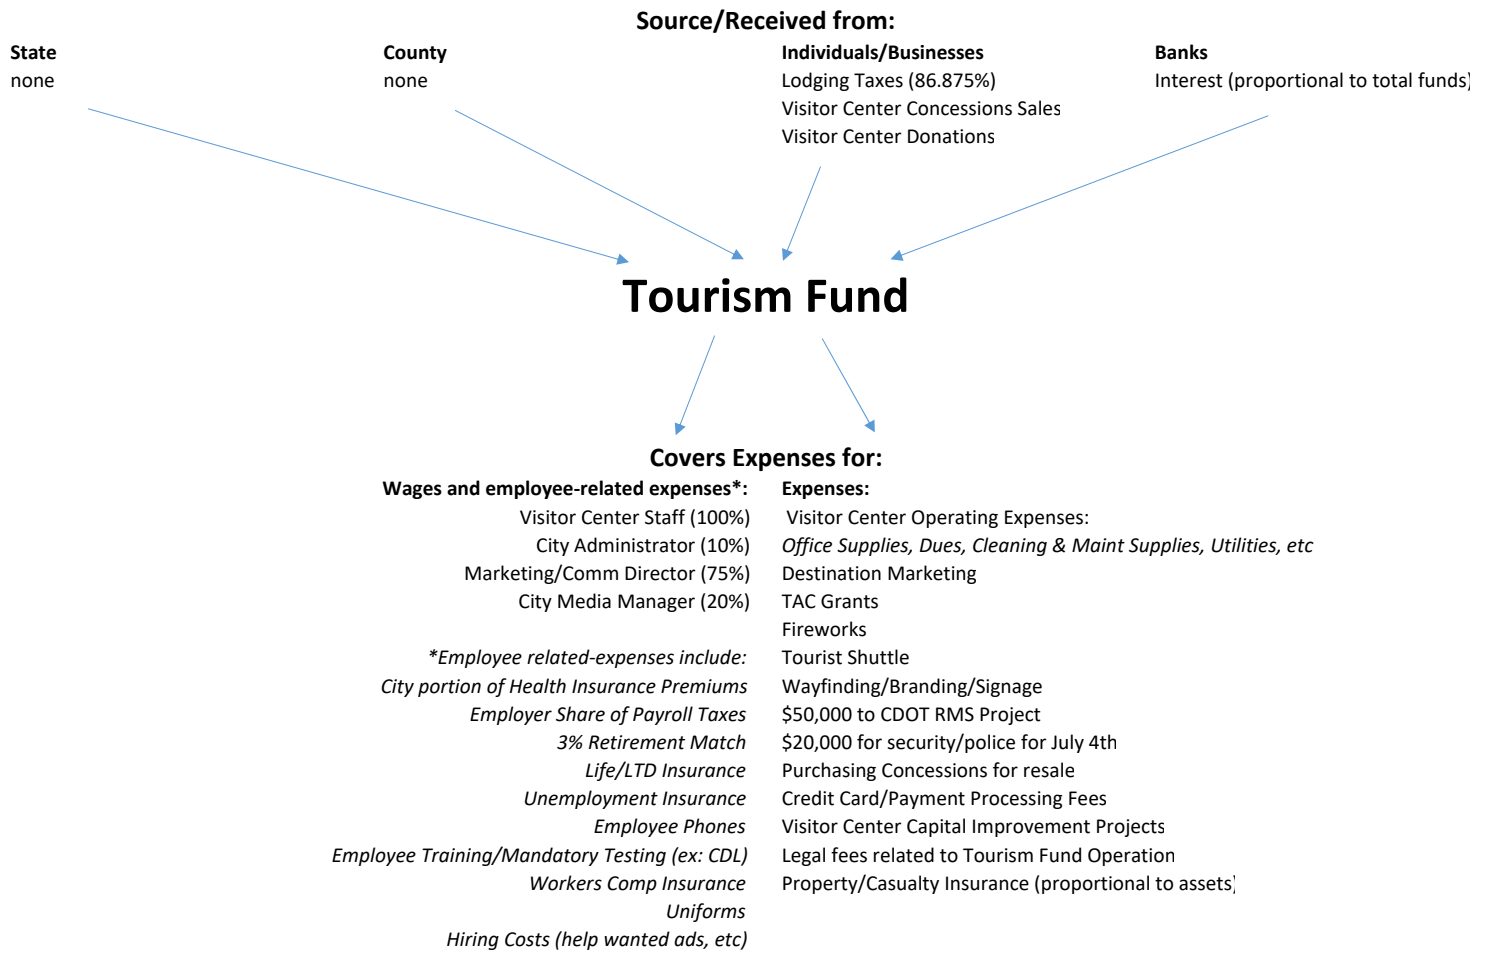 Source/Received from:
State
none
County
none
Individuals/Businesses
Lodging Taxes (86.875%)
Visitor Center Concessions Sales
Visitor Center Donations
Banks
Interest (proportional to total funds)
Tourism Fund
Covers Expenses for:
Wages and employee-related expenses*:
Visitor Center Staff (100%)
City Administrator (10%)
Marketing/Comm Director (75%)
City Media Manager (20%)
*Employee related-expenses include:
City portion of Health Insurance Premiums
Employer Share of Payroll Taxes
3% Retirement Match
Life/LTD Insurance
Unemployment Insurance
Employee Phones
Employee Training/Mandatory Testing (ex: CDL)
Workers Comp Insurance
Uniforms
Hiring Costs (help wanted ads, etc)
Expenses:
Visitor Center Operating Expenses:
Office Supplies, Dues, Cleaning & Maint Supplies, Utilities, etc
Destination Marketing
TAC Grants
Fireworks
Tourist Shuttle
Wayfinding/Branding/Signage
$50,000 to CDOT RMS Project
$20,000 for security/police for July 4th
Purchasing Concessions for resale
Credit Card/Payment Processing Fees
Visitor Center Capital Improvement Projects
Legal fees related to Tourism Fund Operation
Property/Casualty Insurance (proportional to assets)